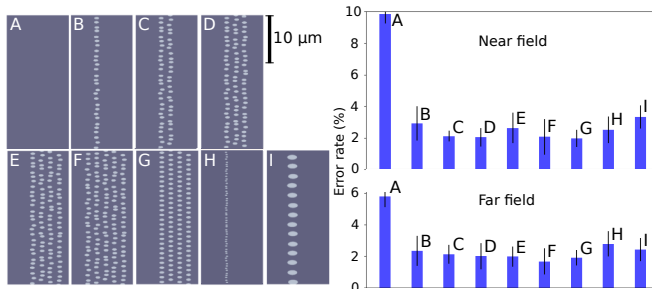 A B C D
10 μm
E F G H I
Error rate (%)
10
8
6
4
2
0
Near field
A
B
C
D
E
F
G
H
I
6
4
2
0
Far field
A
B
C
D
E
F
G
H
I